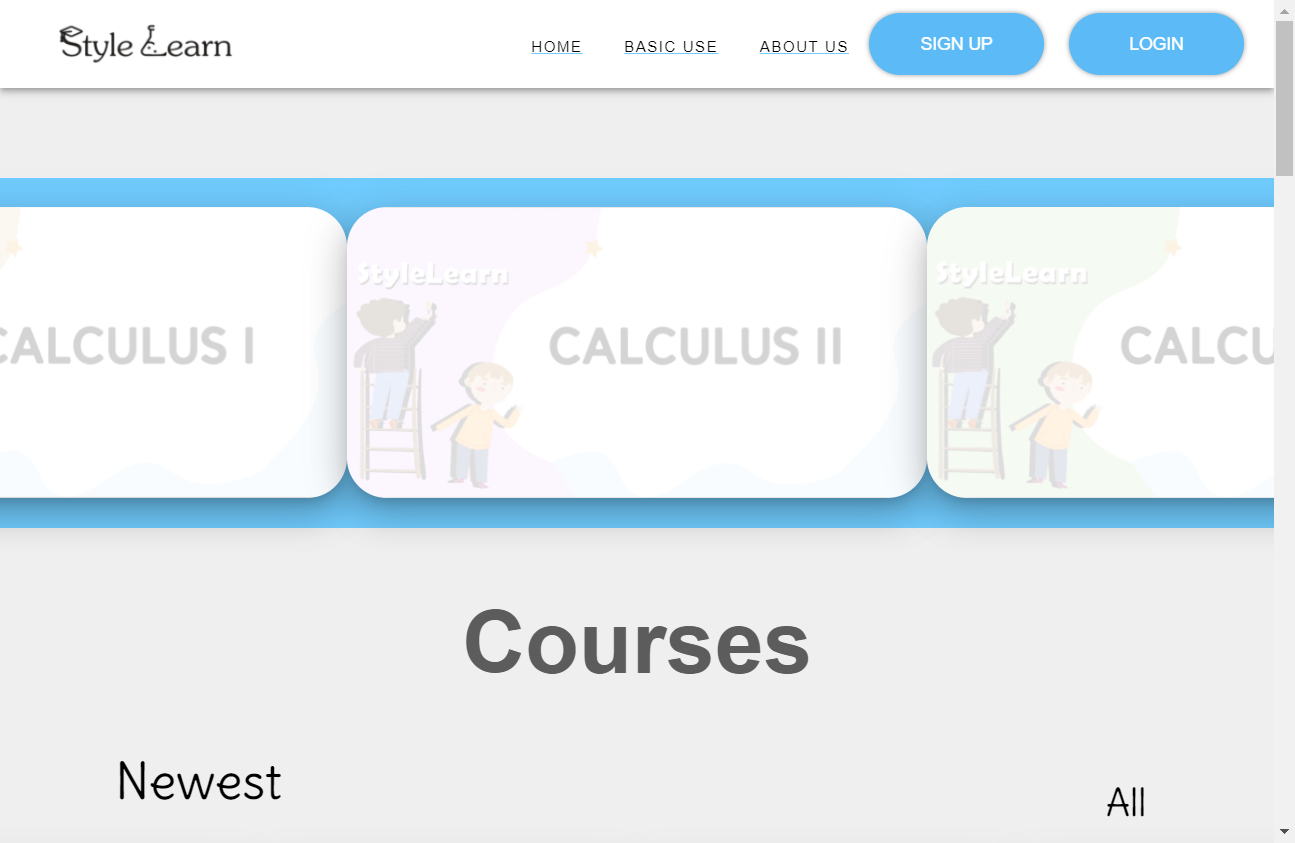 Style Learn
HOME BASIC USE ABOUT US SIGN UP LOGIN
StyleLearn StyleLearn
CALCULUS I CALCULUS II CALCU
Courses
Newest
All